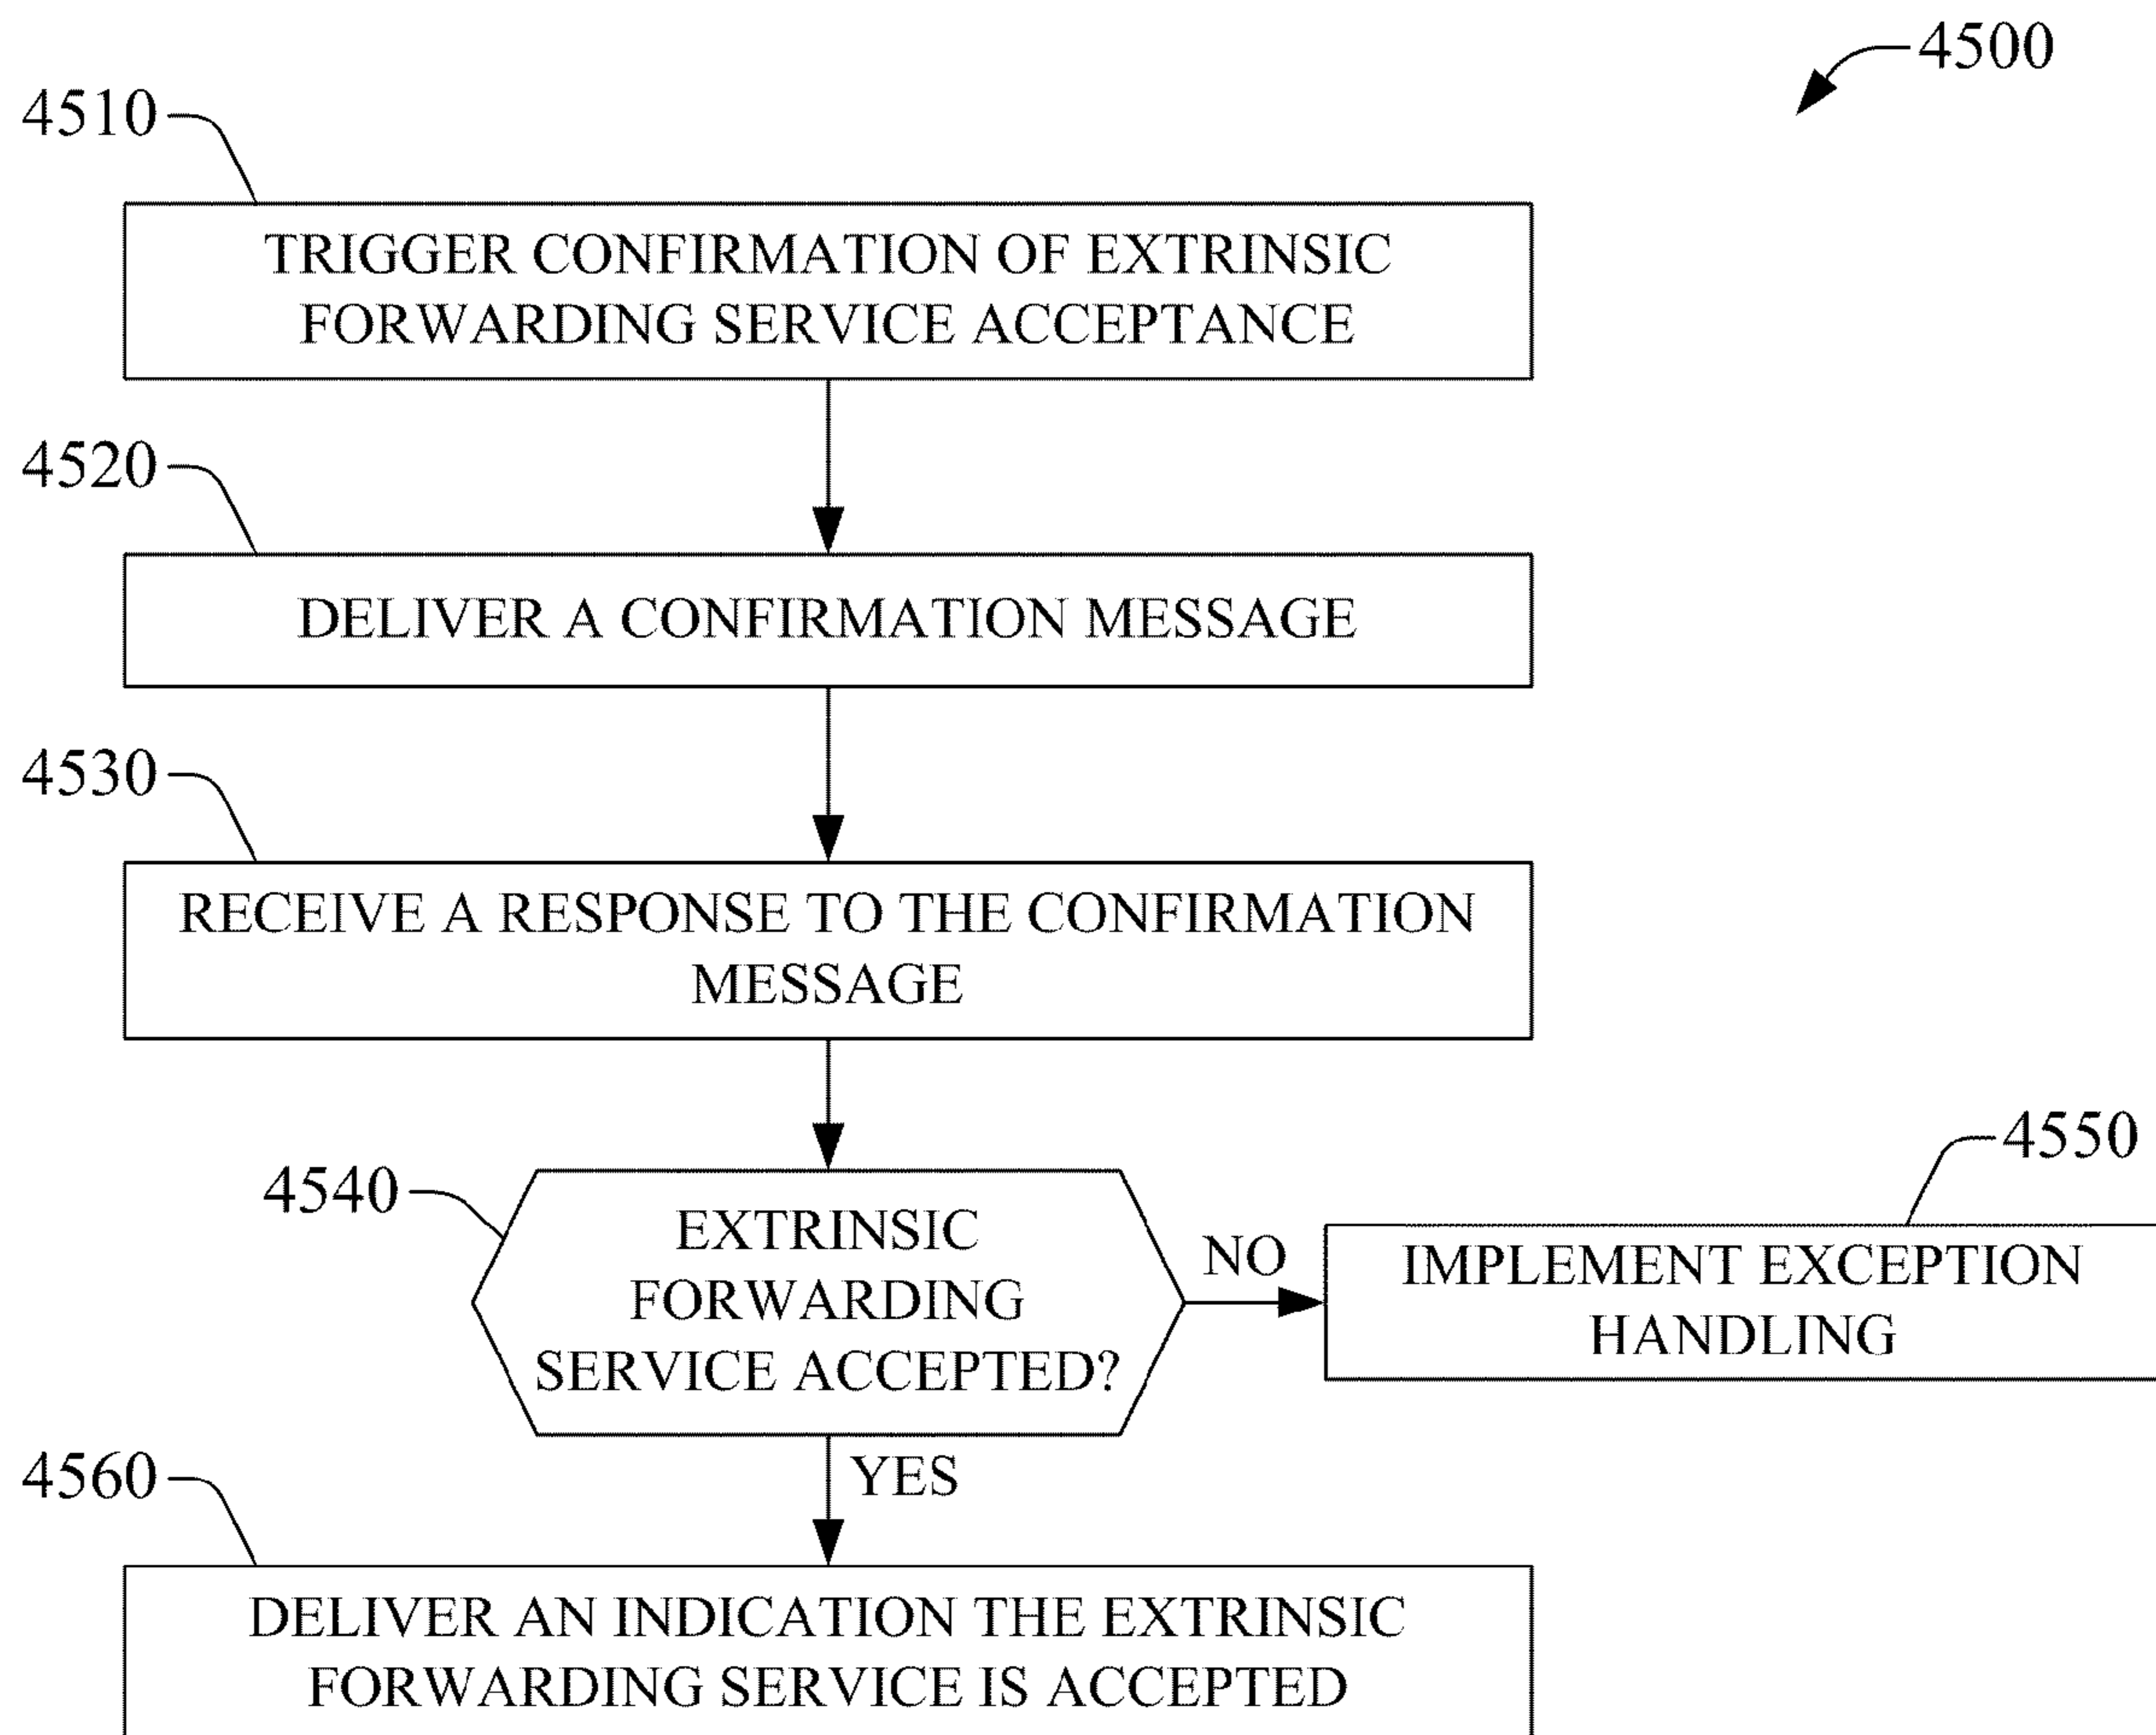 4500
4510
TRIGGER CONFIRMATION OF EXTRINSIC
FORWARDING SERVICE ACCEPTANCE
4520
DELIVER A CONFIRMATION MESSAGE
4530
RECEIVE A RESPONSE TO THE CONFIRMATION
MESSAGE
4540
EXTRINSIC
FORWARDING
SERVICE ACCEPTED?
NO
4550
IMPLEMENT EXCEPTION
HANDLING
YES
4560
DELIVER AN INDICATION THE EXTRINSIC
FORWARDING SERVICE IS ACCEPTED